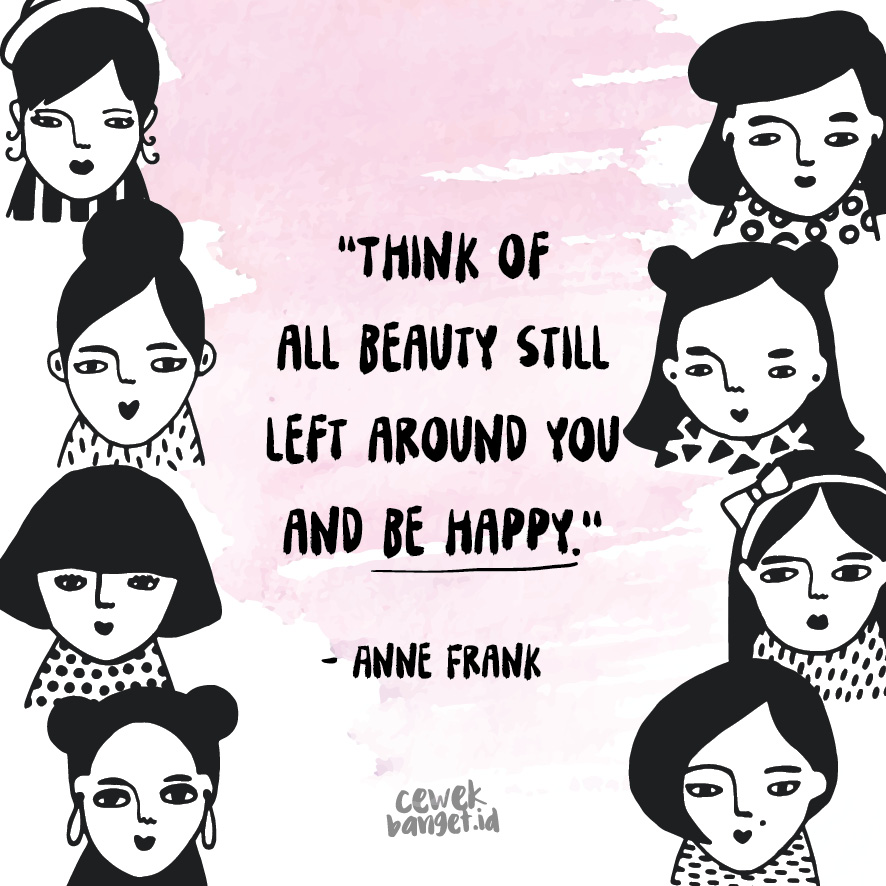 "THINK OF
ALL BEAUTY STILL
LEFT AROUND YOU
AND BE HAPPY."
- ANNE FRANK
cewek
banget.id